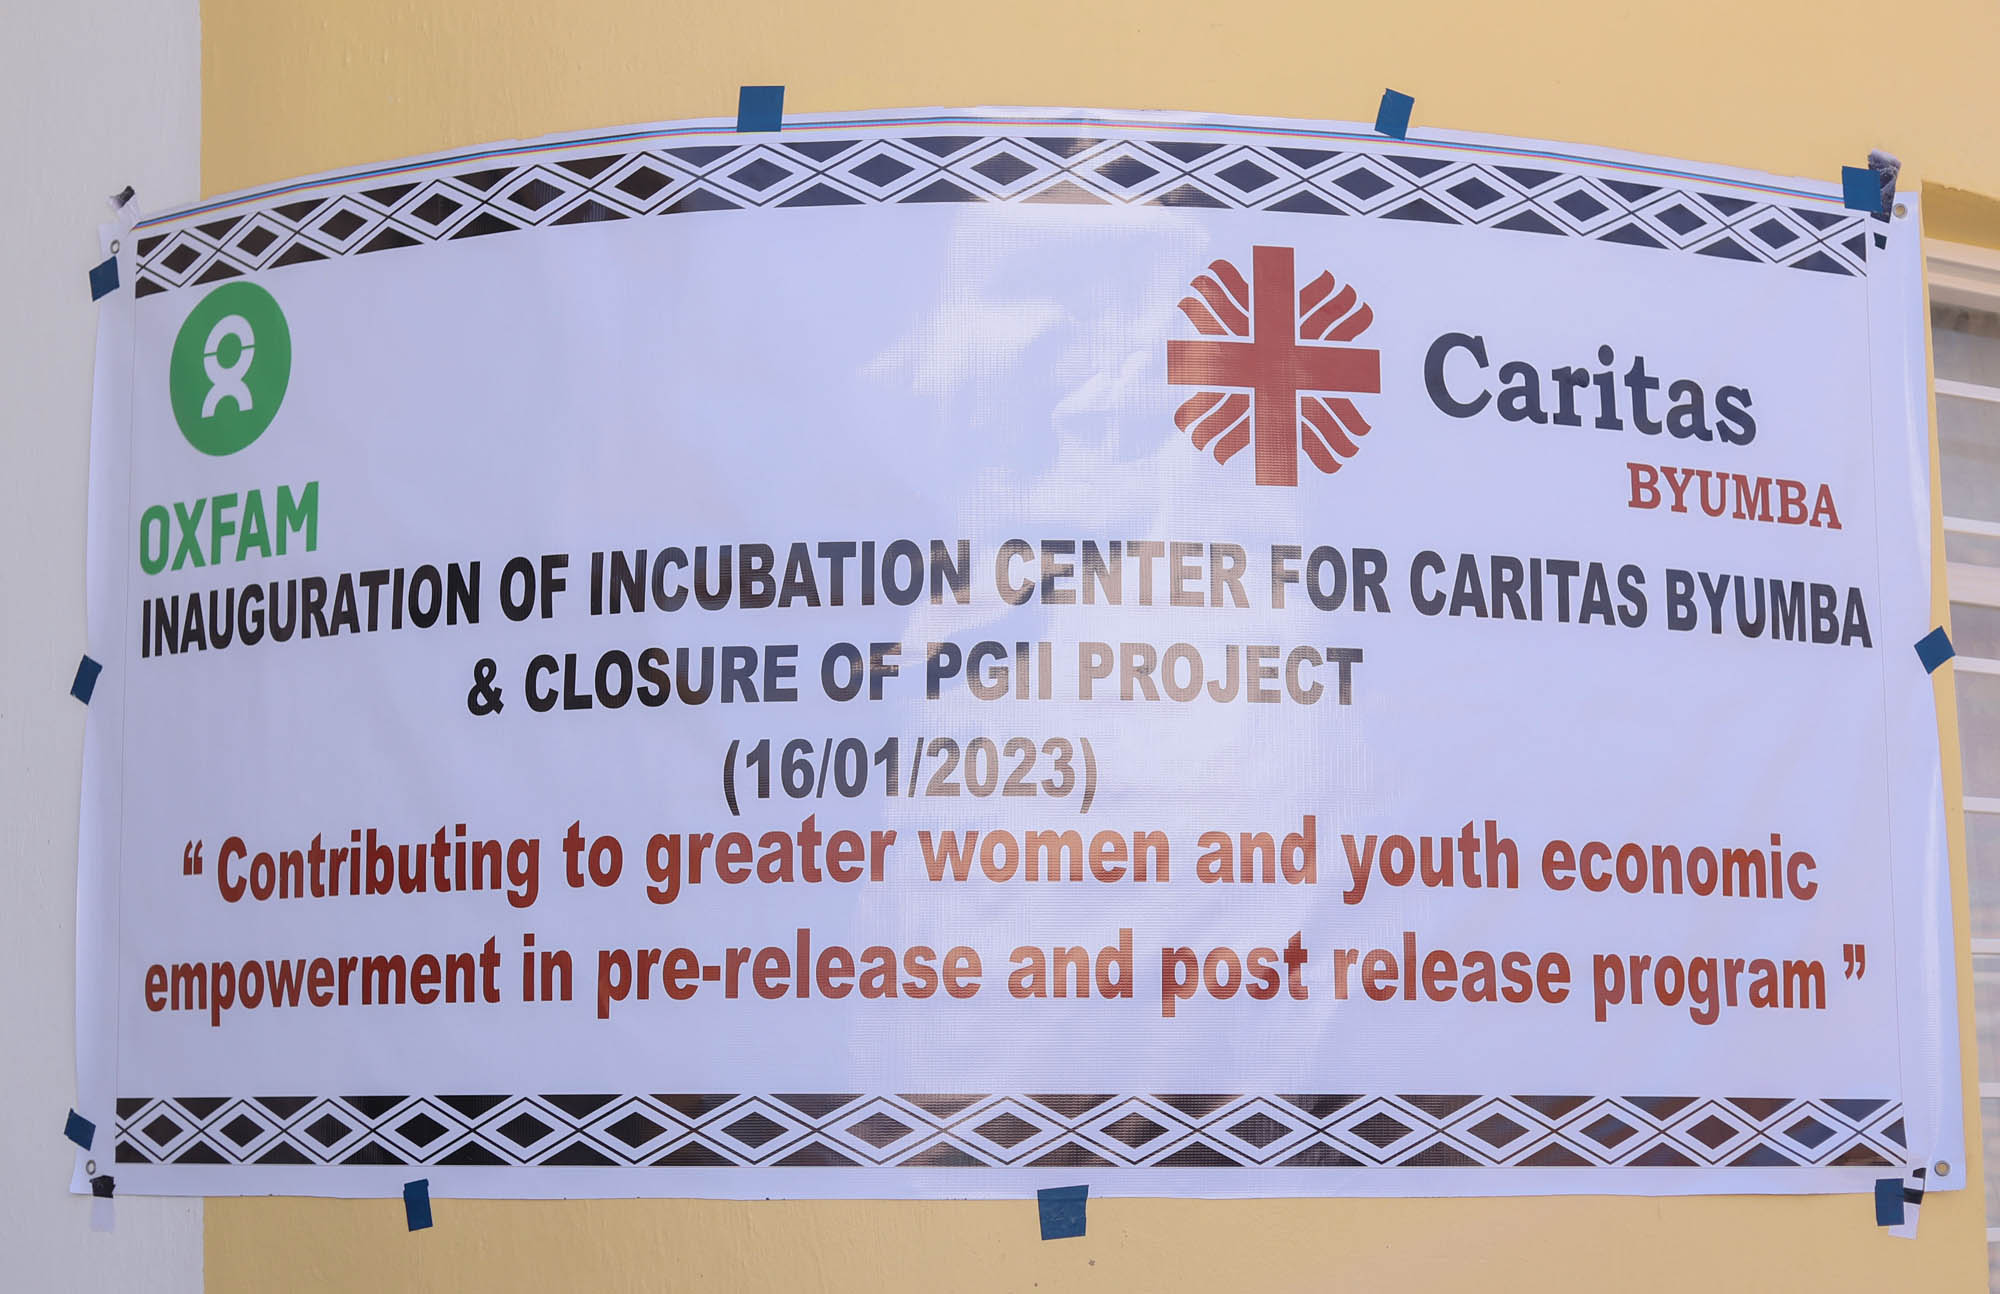 OXFAM
Caritas
BYUMBA
INAUGURATION OF INCUBATION CENTER FOR CARITAS BYUMBA
& CLOSURE OF PGII PROJECT
(16/01/2023)
“ Contributing to greater women and youth economic
empowerment in pre-release and post release program ”